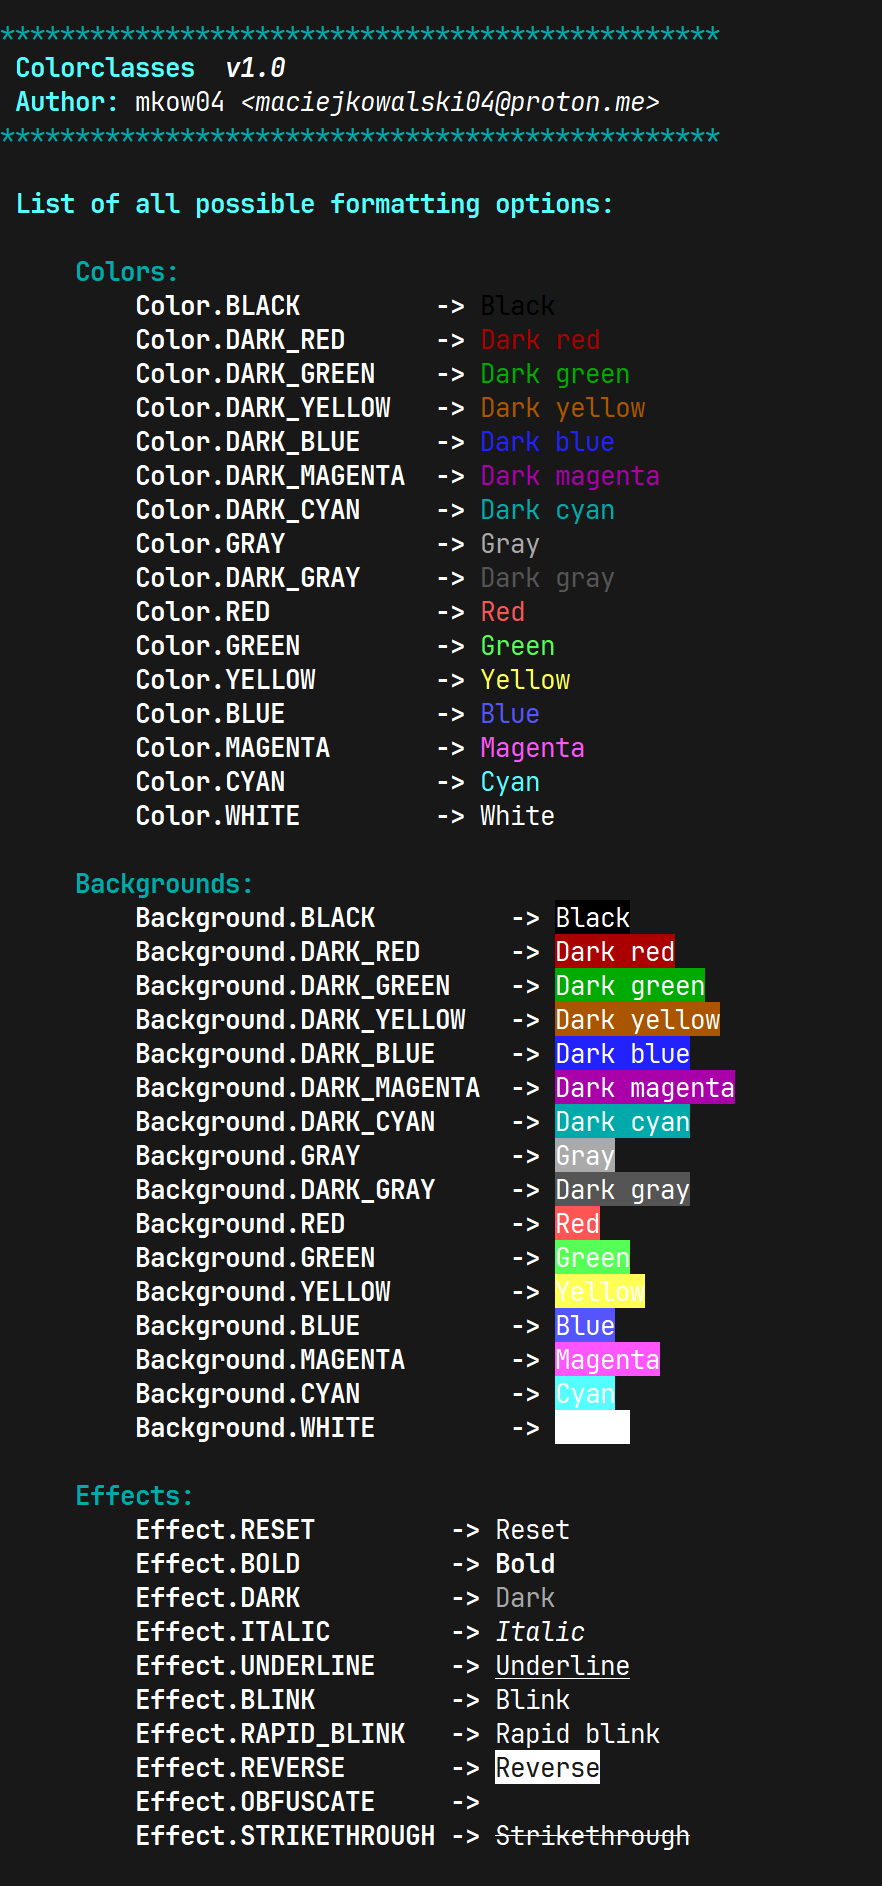 ************************************************
Colorclasses v1.0
Author: mkow04 <maciejkowalski04@proton.me>
************************************************
List of all possible formatting options:
Colors:
Color.BLACK -> Black
Color.DARK_RED -> Dark red
Color.DARK_GREEN -> Dark green
Color.DARK_YELLOW -> Dark yellow
Color.DARK_BLUE -> Dark blue
Color.DARK_MAGENTA -> Dark magenta
Color.DARK_CYAN -> Dark cyan
Color.GRAY -> Gray
Color.DARK_GRAY -> Dark gray
Color.RED -> Red
Color.GREEN -> Green
Color.YELLOW -> Yellow
Color.BLUE -> Blue
Color.MAGENTA -> Magenta
Color.CYAN -> Cyan
Color.WHITE -> White
Backgrounds:
Background.BLACK -> Black
Background.DARK_RED -> Dark red
Background.DARK_GREEN -> Dark green
Background.DARK_YELLOW -> Dark yellow
Background.DARK_BLUE -> Dark blue
Background.DARK_MAGENTA -> Dark magenta
Background.DARK_CYAN -> Dark cyan
Background.GRAY -> Gray
Background.DARK_GRAY -> Dark gray
Background.RED -> Red
Background.GREEN -> Green
Background.YELLOW -> Yellow
Background.BLUE -> Blue
Background.MAGENTA -> Magenta
Background.CYAN -> Cyan
Background.WHITE ->
Effects:
Effect.RESET -> Reset
Effect.BOLD -> Bold
Effect.DARK -> Dark
Effect.ITALIC -> Italic
Effect.UNDERLINE -> Underline
Effect.BLINK -> Blink
Effect.RAPID_BLINK -> Rapid blink
Effect.REVERSE -> Reverse
Effect.OBFUSCATE ->
Effect.STRIKETHROUGH -> Strikethrough